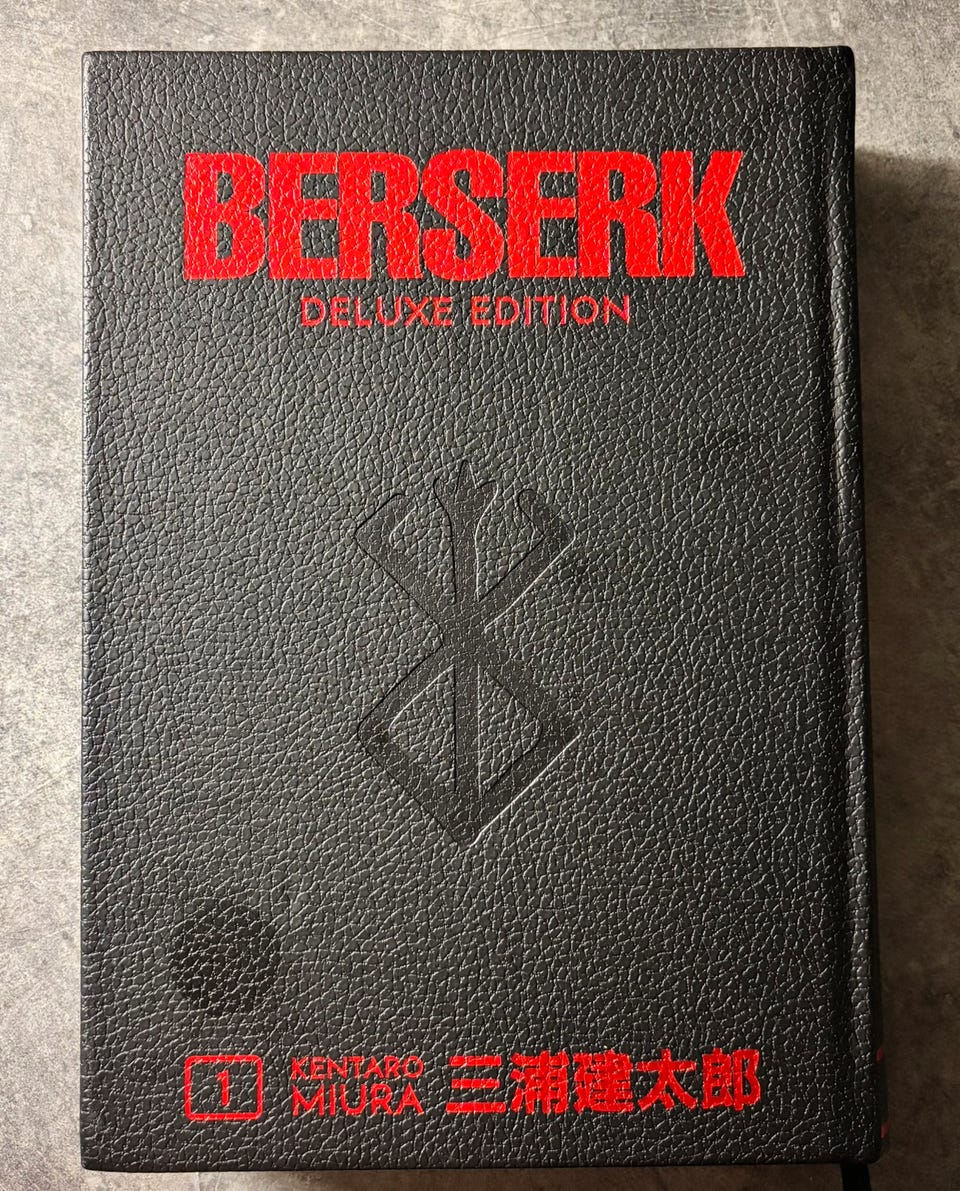 BERSERK
DELUXE EDITION
1
KENTARO
MIURA
三浦建太郎